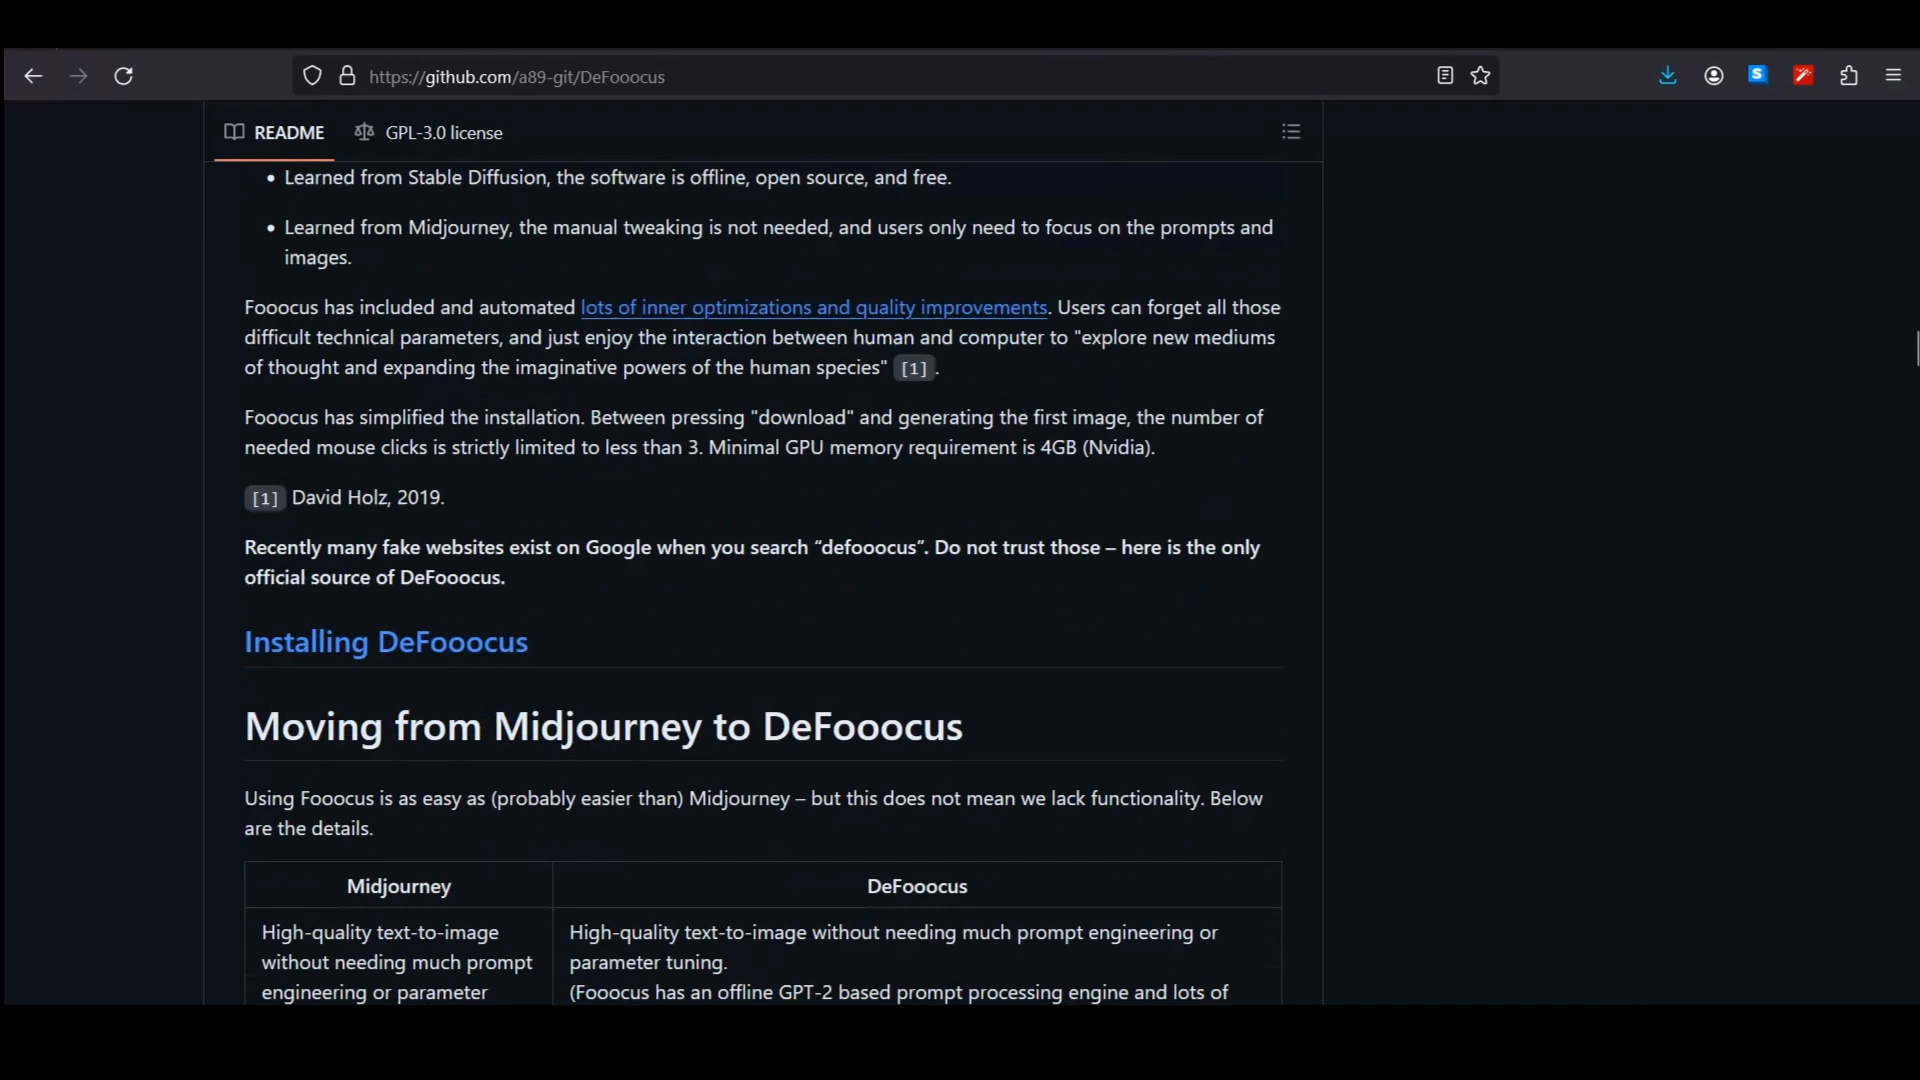 https://github.com/a89-git/DeFooocus
S
README
GPL-3.0 license
• Learned from Stable Diffusion, the software is offline, open source, and free.
• Learned from Midjourney, the manual tweaking is not needed, and users only need to focus on the prompts and
images.
Fooocus has included and automated lots of inner optimizations and quality improvements. Users can forget all those
difficult technical parameters, and just enjoy the interaction between human and computer to "explore new mediums
of thought and expanding the imaginative powers of the human species" [1].
Fooocus has simplified the installation. Between pressing "download" and generating the first image, the number of
needed mouse clicks is strictly limited to less than 3. Minimal GPU memory requirement is 4GB (Nvidia).
[1] David Holz, 2019.
Recently many fake websites exist on Google when you search “defooocus”. Do not trust those – here is the only
official source of DeFooocus.
Installing DeFooocus
Moving from Midjourney to DeFooocus
Using Fooocus is as easy as (probably easier than) Midjourney – but this does not mean we lack functionality. Below
are the details.
Midjourney
DeFooocus
High-quality text-to-image
without needing much prompt
engineering or parameter
High-quality text-to-image without needing much prompt engineering or
parameter tuning.
(Fooocus has an offline GPT-2 based prompt processing engine and lots of